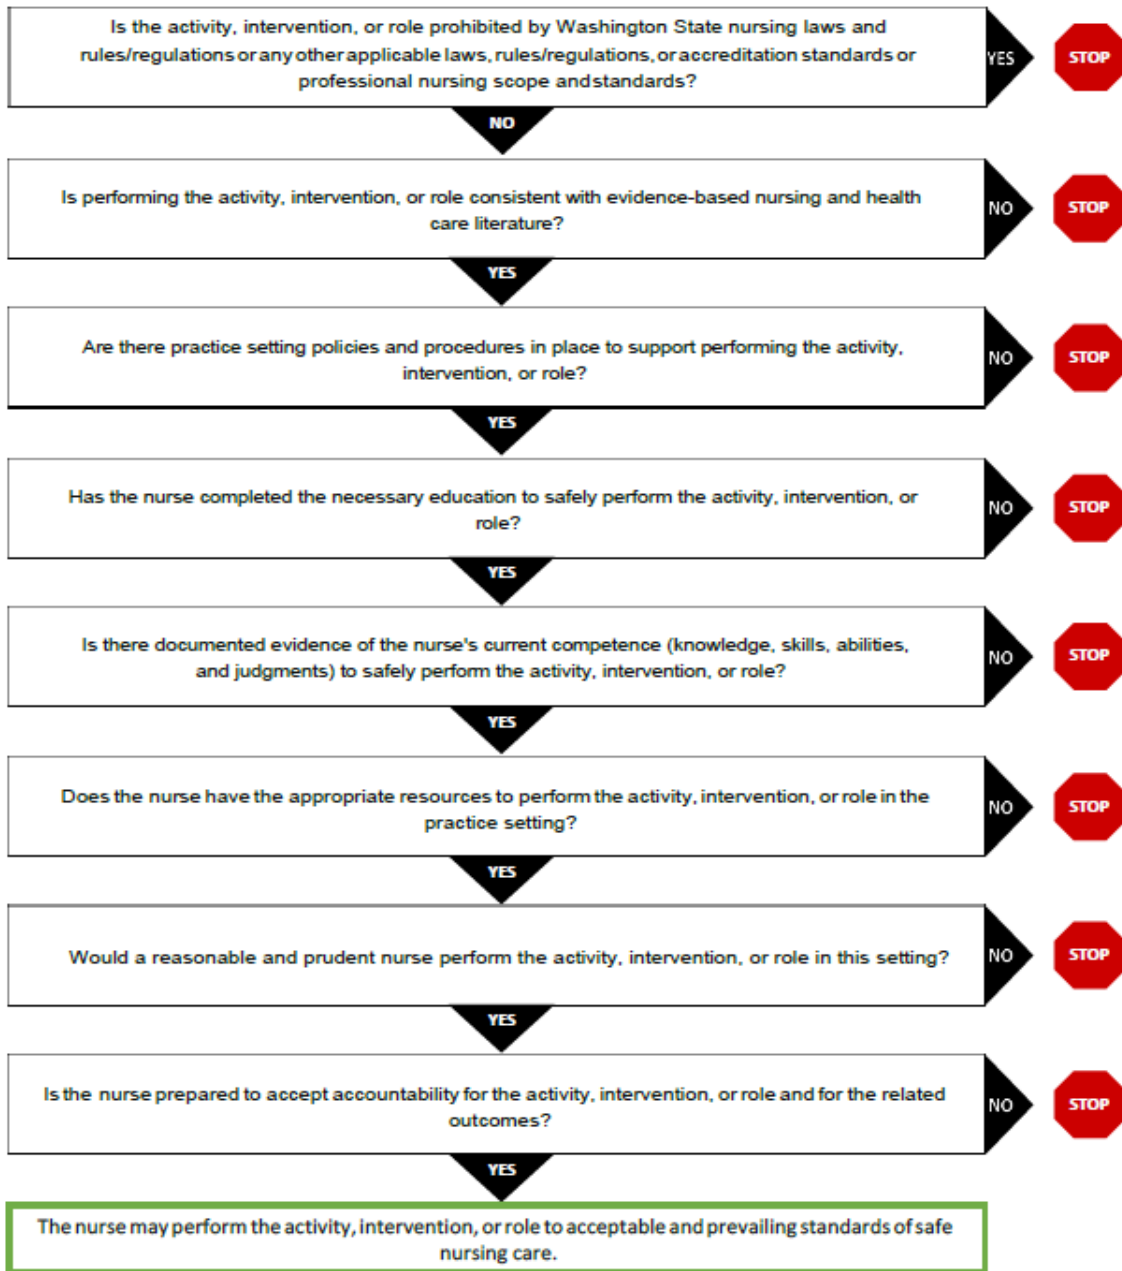 Is the activity, intervention, or role prohibited by Washington State nursing laws and
rules/regulations or any other applicable laws, rules/regulations, or accreditation standards or
professional nursing scope and standards?
YES
STOP
NO
Is performing the activity, intervention, or role consistent with evidence-based nursing and health
care literature?
NO
STOP
YES
Are there practice setting policies and procedures in place to support performing the activity,
intervention, or role?
NO
STOP
YES
Has the nurse completed the necessary education to safely perform the activity, intervention, or
role?
NO
STOP
YES
Is there documented evidence of the nurse's current competence (knowledge, skills, abilities,
and judgments) to safely perform the activity, intervention, or role?
NO
STOP
YES
Does the nurse have the appropriate resources to perform the activity, intervention, or role in the
practice setting?
NO
STOP
YES
Would a reasonable and prudent nurse perform the activity, intervention, or role in this setting?
NO
STOP
YES
Is the nurse prepared to accept accountability for the activity, intervention, or role and for the related
outcomes?
NO
STOP
YES
The nurse may perform the activity, intervention, or role to acceptable and prevailing standards of safe
nursing care.